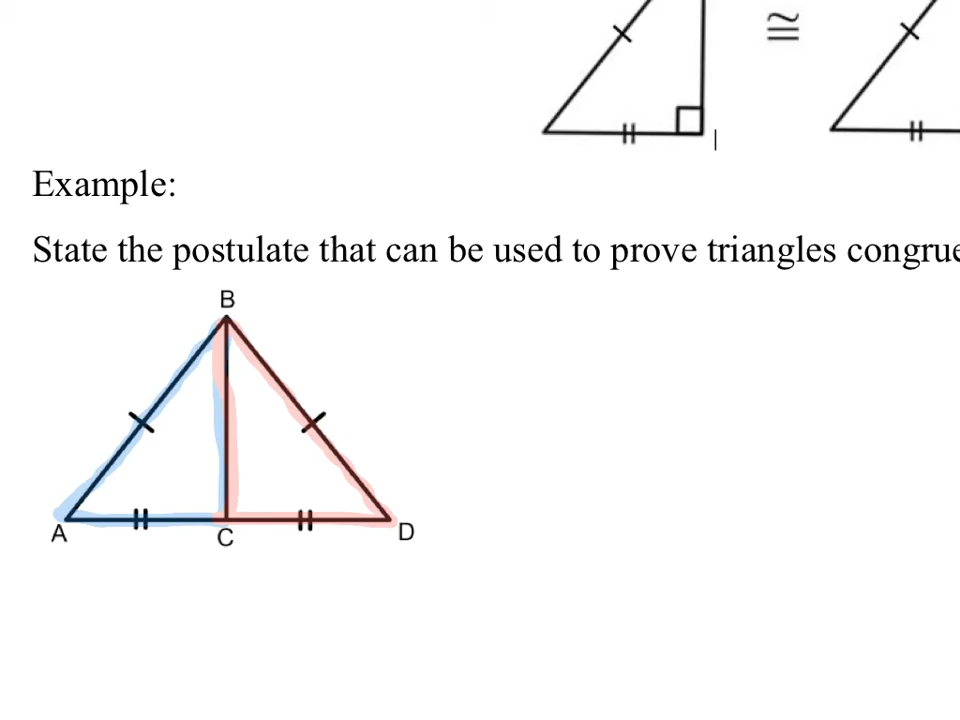 ≅
Example:
State the postulate that can be used to prove triangles congrue
B
A
C
D